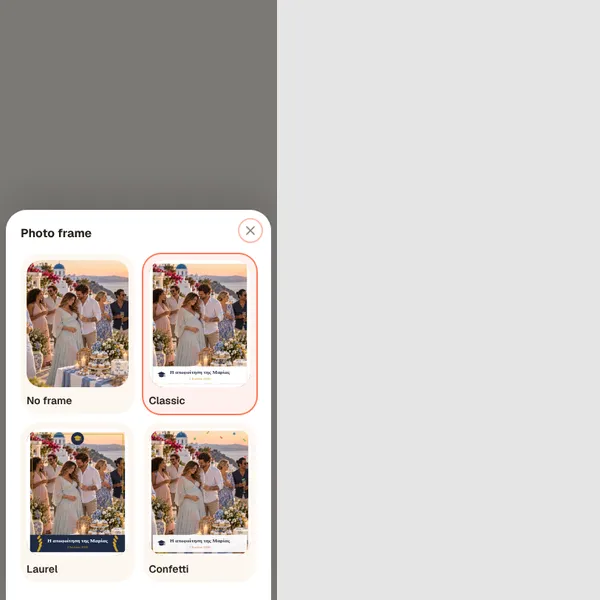 Photo frame
No frame
Η αποφοίτηση της Μαρίας
Classic
Η αποφοίτηση της Μαρίας
Laurel
Η αποφοίτηση της Μαρίας
Confetti